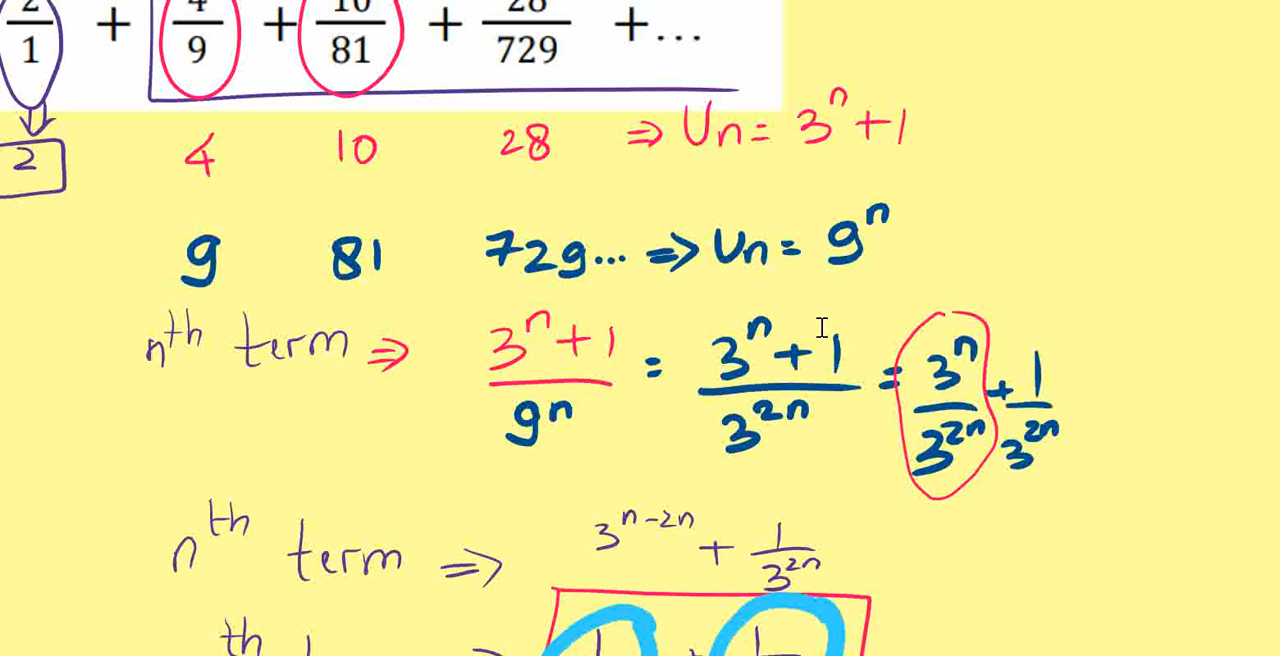 2/1 + 4/9 + 10/81 + 28/729 + ...
2 4 10 28 ⇒ Un = 3^n + 1
9 81 729... ⇒ Un = 9^n
nth term ⇒ (3^n + 1)/9^n = (3^n + 1)/3^2n = 3^n/3^2n + 1/3^2n
nth term ⇒ 3^n-2n + 1/3^2n
th